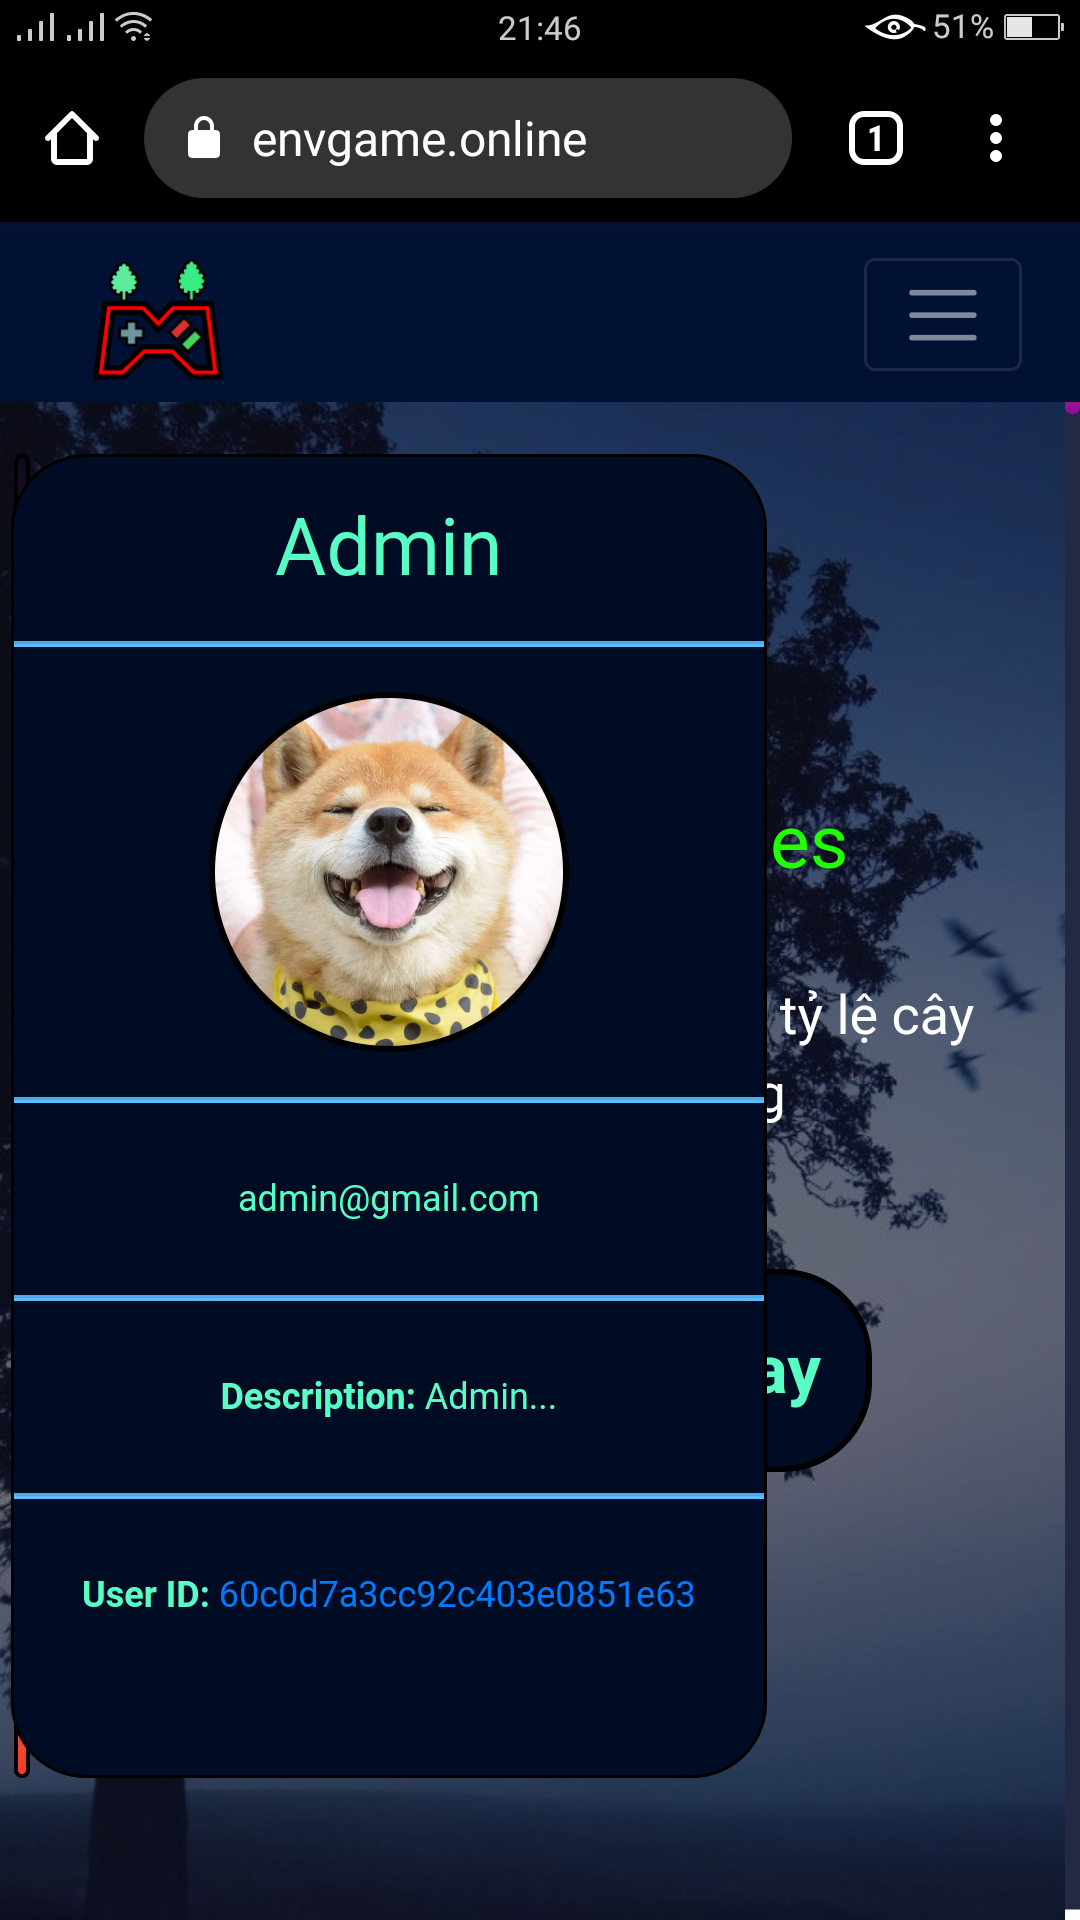 21:46
51%
envgame.online
1
Admin
es
tỷ lệ cây
g
admin@gmail.com
Description: Admin...
ay
User ID: 60c0d7a3cc92c403e0851e63